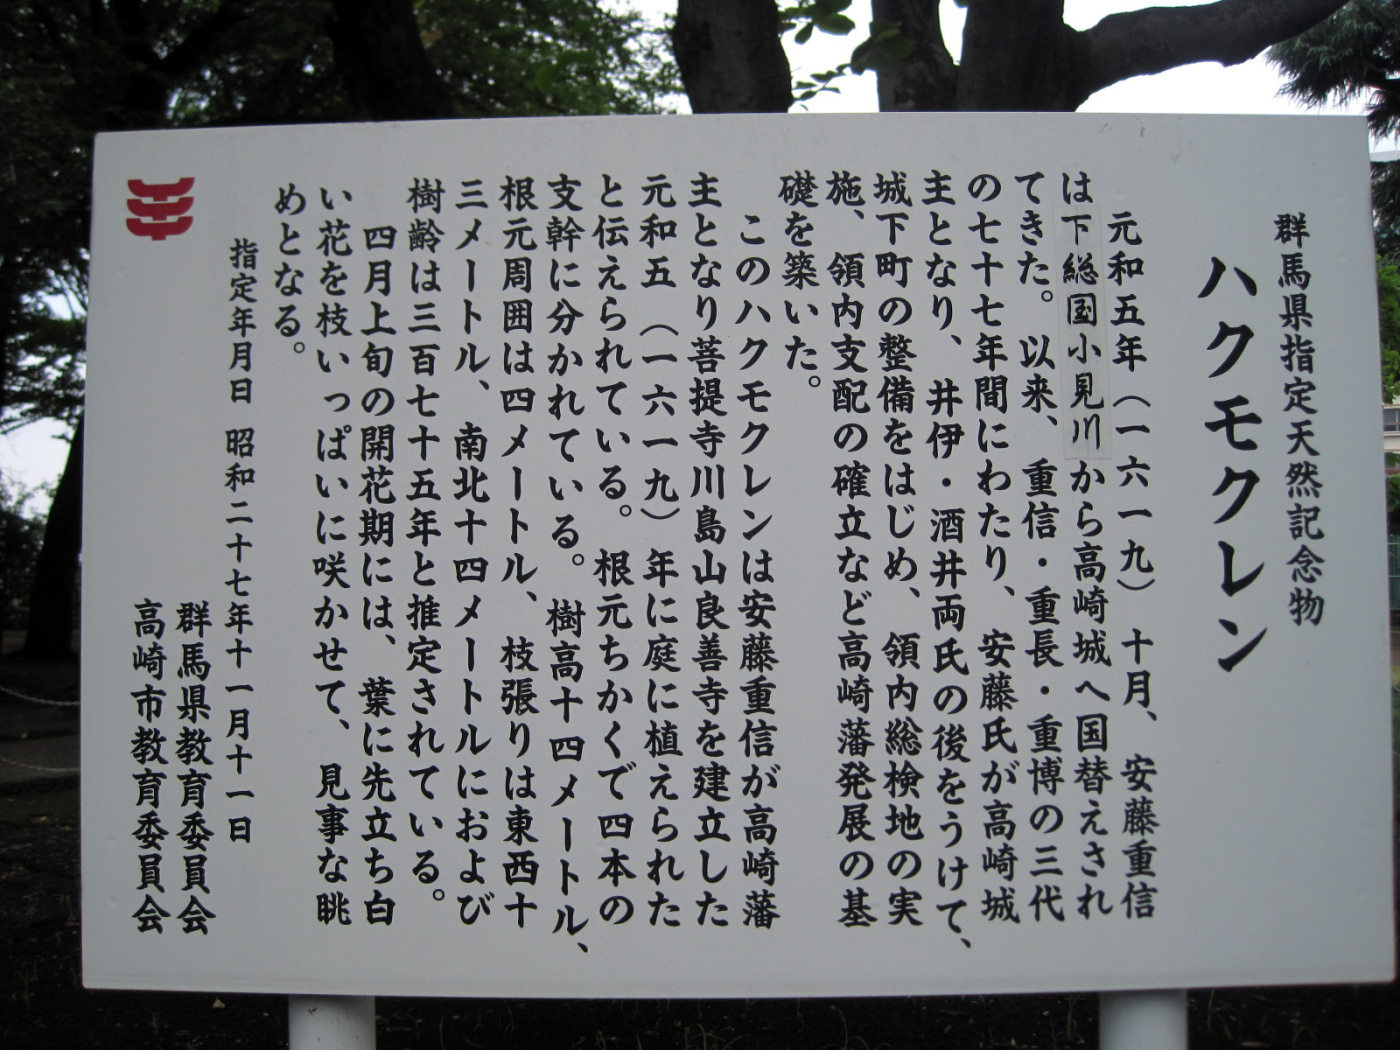 群馬県指定天然記念物
ハクモクレン
元和五年(一六一九)十月、安藤重信
は下総国小見川から高崎城へ国替えされ
てきた。以来、重信・重長・重博の三代
の七十七年間にわたり、安藤氏が高崎城
主となり、井伊・酒井両氏の後をうけて、
城下町の整備をはじめ、領内総検地の実
施、領内支配の確立など高崎藩発展の基
礎を築いた。
このハクモクレンは安藤重信が高崎藩
主となり菩提寺川島山良善寺を建立した
元和五(一六一九)年に庭に植えられた
と伝えられている。根元ちかくで四本の
支幹に分かれている。樹高十四メートル、
根元周囲は四メートル、枝張りは東西十
三メートル、南北十四メートルにおよび
樹齢は三百七十五年と推定されている。
四月上旬の開花期には、葉に先立ち白
い花を枝いっぱいに咲かせて、見事な眺
めとなる。
指定年月日 昭和二十七年十一月十一日
群馬県教育委員会
高崎市教育委員会